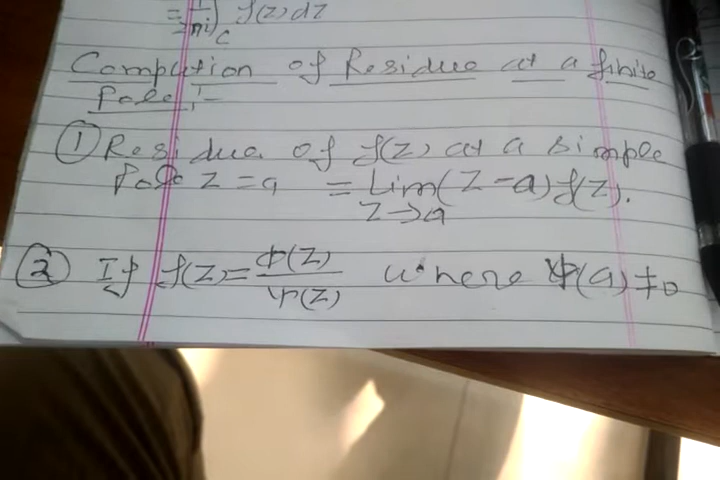 = 1/2πi ∫c f(z) dz
Compution of Residue at a finite
Pole:-
① Residue of f(z) at a simple
Pole z = a = Lim z→a (z-a) f(z).
② If f(z) = Φ(z)/Ψ(z) where Φ(a) ≠ 0